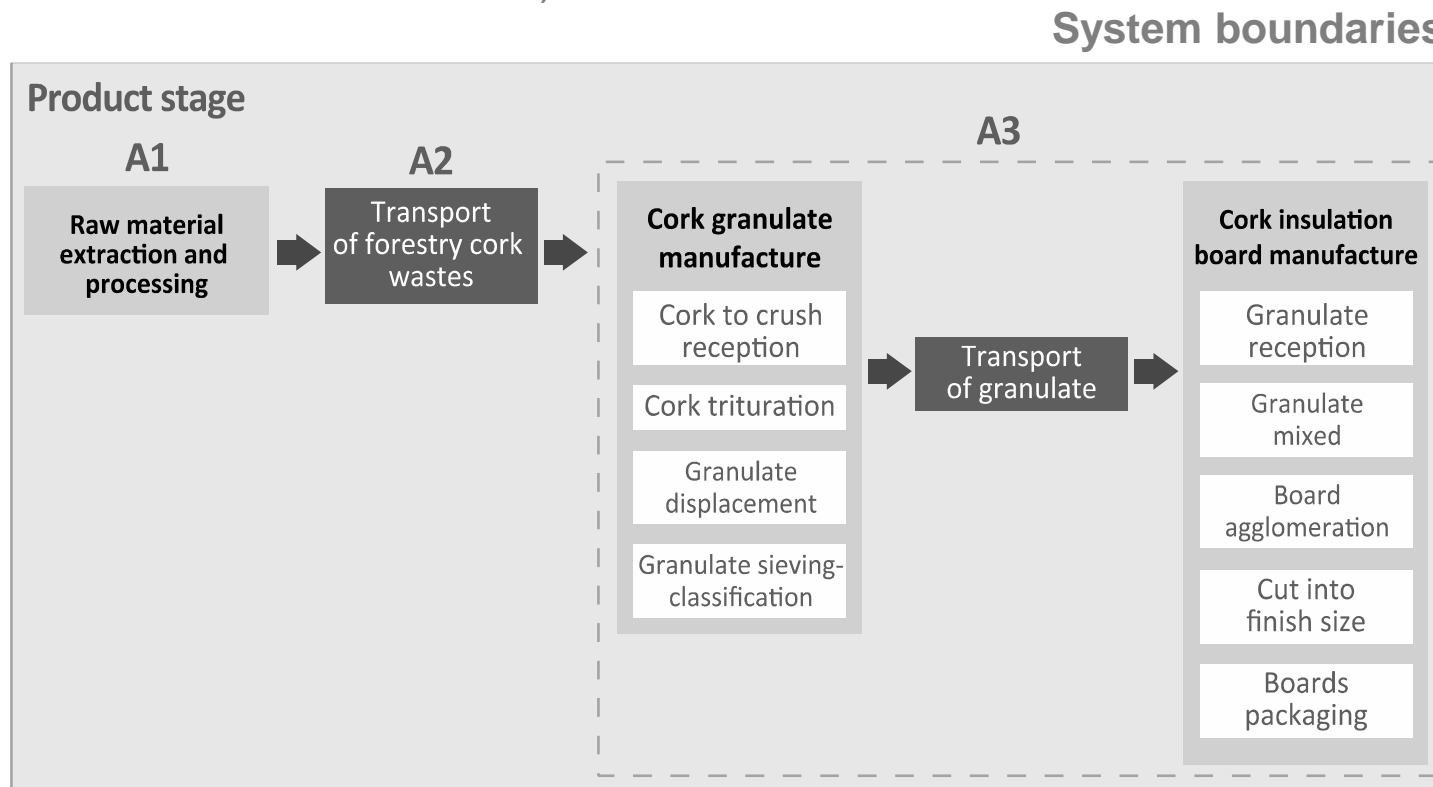 System boundaries
Product stage
A1
Raw material
extraction and
processing
A2
Transport
of forestry cork
wastes
A3
Cork granulate
manufacture
Cork to crush
reception
Cork trituration
Granulate
displacement
Granulate sieving-
classification
Transport
of granulate
Cork insulation
board manufacture
Granulate
reception
Granulate
mixed
Board
agglomeration
Cut into
finish size
Boards
packaging